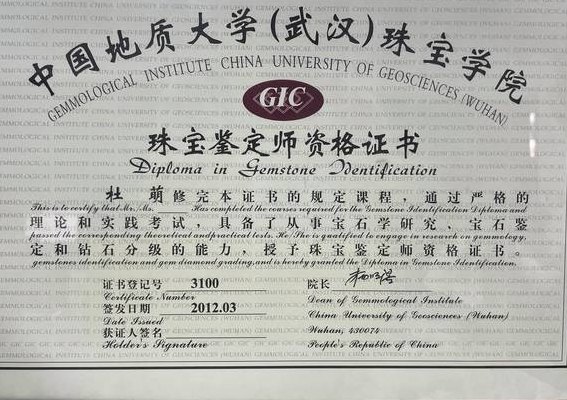 中国地质大学(武汉)珠宝学院
GEMMOLOGICAL INSTITUTE CHINA UNIVERSITY OF GEOSCIENCES (WUHAN)
GIC
珠宝鉴定师资格证书
Diploma in Gemstone Identification
杜 萌 修完本证书的规定课程，通过严格的
This is to certify that Mr. Ms. Has completed the courses required for the Gemstone Identification Diploma and
理论和实践考试，具备了从事宝石学研究、宝石鉴
passed the corresponding theoretical and practical tests. He/She is qualified to engage in research on gemmology,
定和钻石分级的能力，授予珠宝鉴定师资格证书。
gemstones identification and gem diamond grading, and is hereby granted the Diploma in Gemstone Identification.
证书登记号 3100 院长
Certificate Number Dean of Gemmological Institute
签发日期 2012.03 China University of Geosciences (Wuhan)
Date Issued
获证人签名 Wuhan, 430074
Holder's Signature People's Republic of China